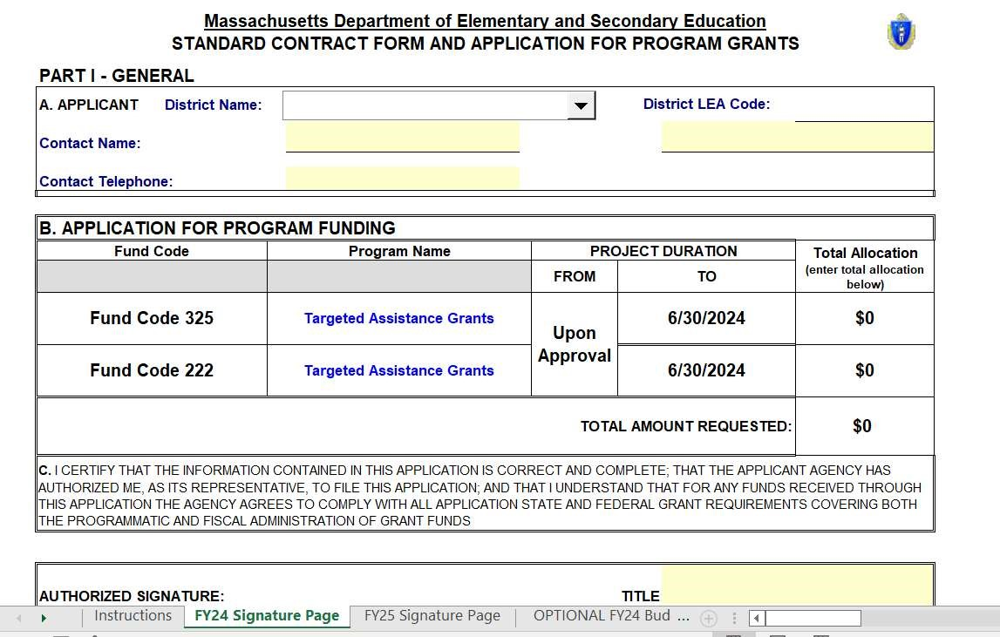 Massachusetts Department of Elementary and Secondary Education
STANDARD CONTRACT FORM AND APPLICATION FOR PROGRAM GRANTS
PART I - GENERAL
A. APPLICANT District Name: District LEA Code:
Contact Name:
Contact Telephone:
B. APPLICATION FOR PROGRAM FUNDING
Fund Code Program Name PROJECT DURATION Total Allocation
(enter total allocation
below)
FROM TO
Fund Code 325 Targeted Assistance Grants 6/30/2024 $0
Upon
Approval
Fund Code 222 Targeted Assistance Grants 6/30/2024 $0
TOTAL AMOUNT REQUESTED: $0
C. I CERTIFY THAT THE INFORMATION CONTAINED IN THIS APPLICATION IS CORRECT AND COMPLETE; THAT THE APPLICANT AGENCY HAS
AUTHORIZED ME, AS ITS REPRESENTATIVE, TO FILE THIS APPLICATION; AND THAT I UNDERSTAND THAT FOR ANY FUNDS RECEIVED THROUGH
THIS APPLICATION THE AGENCY AGREES TO COMPLY WITH ALL APPLICATION STATE AND FEDERAL GRANT REQUIREMENTS COVERING BOTH
THE PROGRAMMATIC AND FISCAL ADMINISTRATION OF GRANT FUNDS
AUTHORIZED SIGNATURE: TITLE
Instructions FY24 Signature Page FY25 Signature Page OPTIONAL FY24 Bud ...